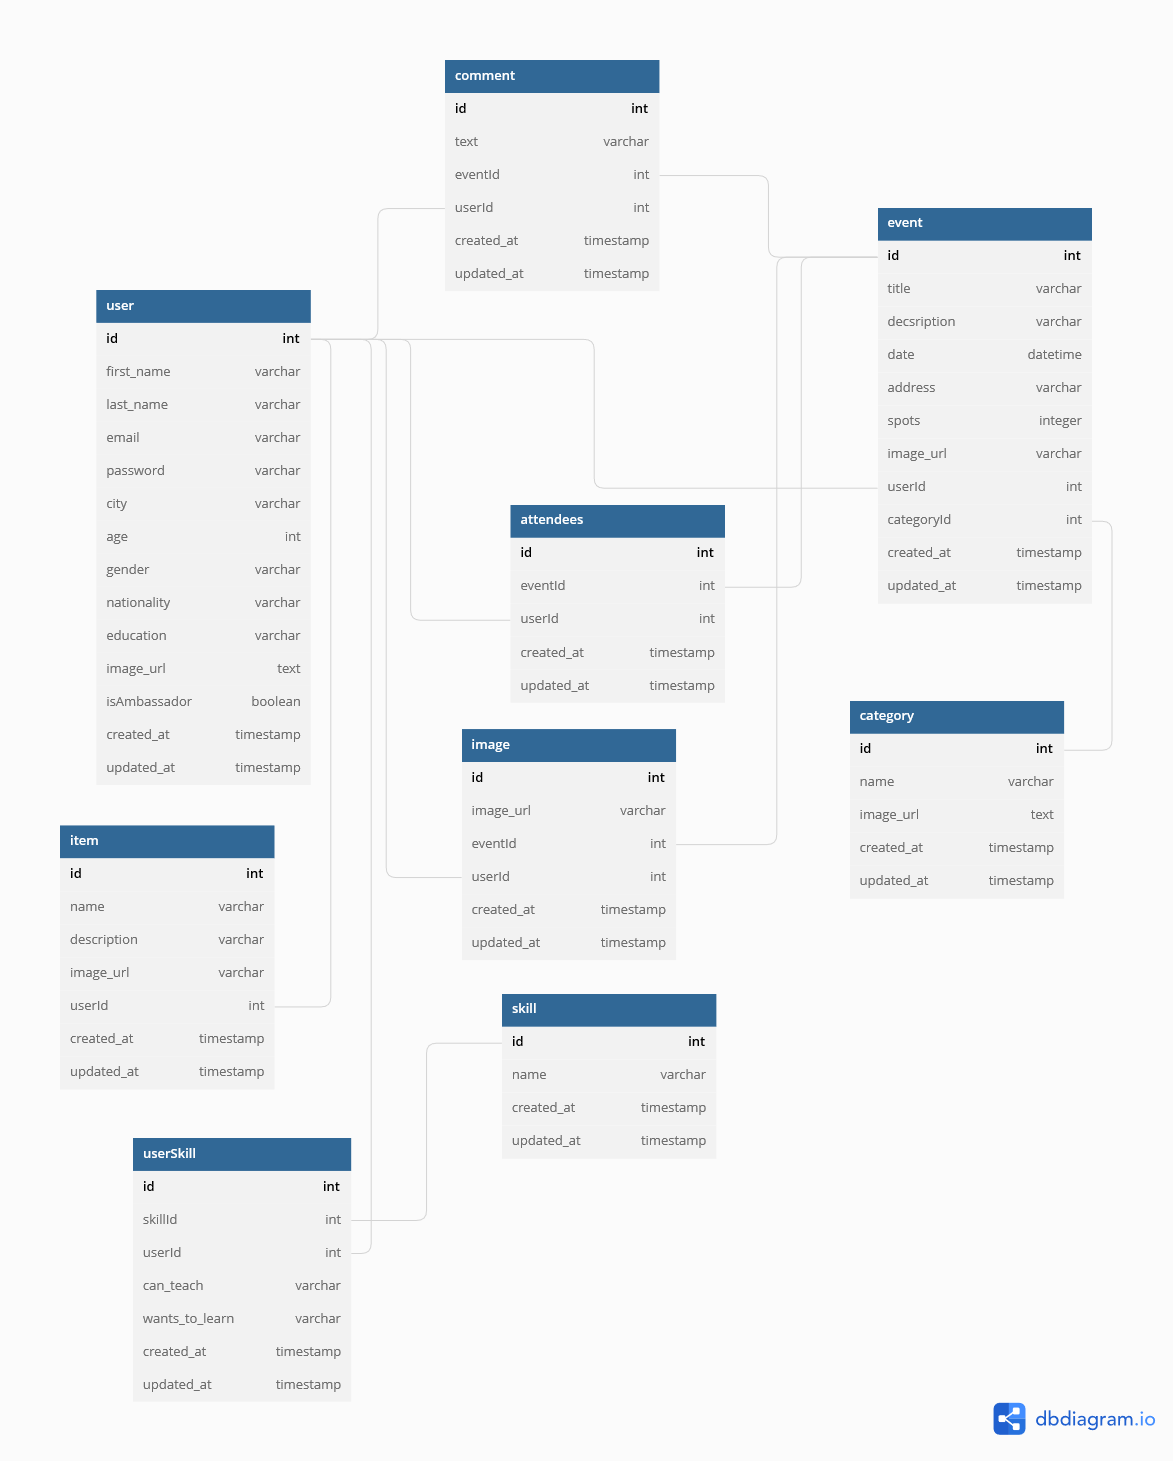 comment
id int
text varchar
eventId int
userId int
created_at timestamp
updated_at timestamp
event
id int
title varchar
decsription varchar
date datetime
address varchar
spots integer
image_url varchar
userId int
categoryId int
created_at timestamp
updated_at timestamp
user
id int
first_name varchar
last_name varchar
email varchar
password varchar
city varchar
age int
gender varchar
nationality varchar
education varchar
image_url text
isAmbassador boolean
created_at timestamp
updated_at timestamp
attendees
id int
eventId int
userId int
created_at timestamp
updated_at timestamp
category
id int
name varchar
image_url text
created_at timestamp
updated_at timestamp
image
id int
image_url varchar
eventId int
userId int
created_at timestamp
updated_at timestamp
item
id int
name varchar
description varchar
image_url varchar
userId int
created_at timestamp
updated_at timestamp
skill
id int
name varchar
created_at timestamp
updated_at timestamp
userSkill
id int
skillId int
userId int
can_teach varchar
wants_to_learn varchar
created_at timestamp
updated_at timestamp
dbdiagram.io